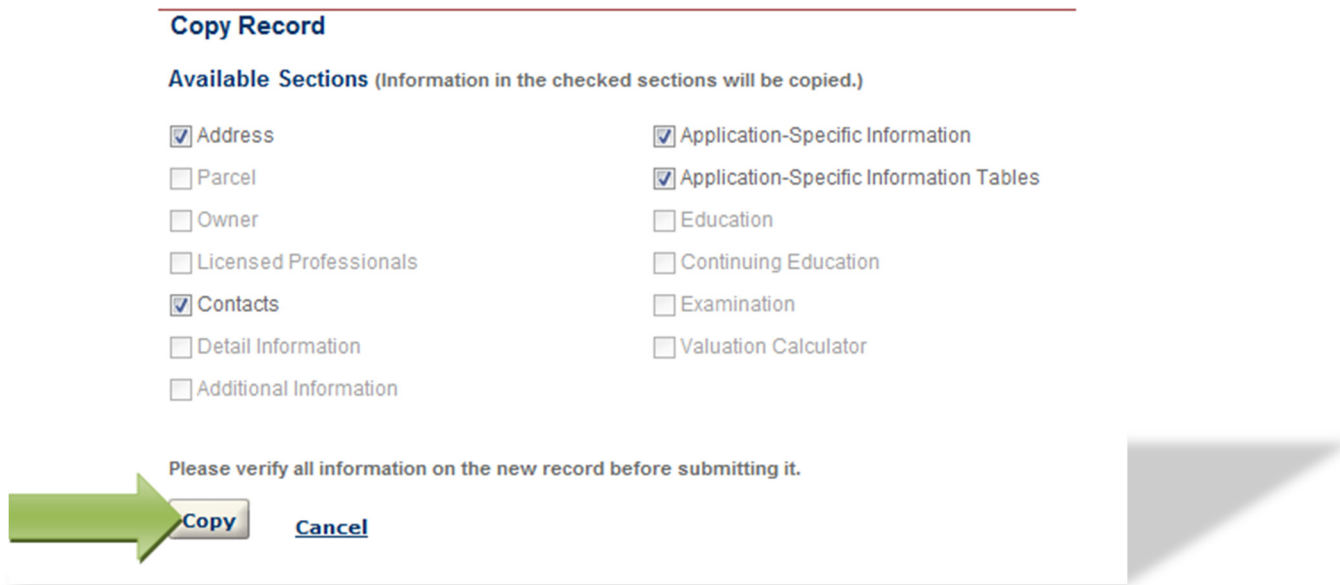 Copy Record
Available Sections (Information in the checked sections will be copied.)
Address
Application-Specific Information
Parcel
Application-Specific Information Tables
Owner
Education
Licensed Professionals
Continuing Education
Contacts
Examination
Detail Information
Valuation Calculator
Additional Information
Please verify all information on the new record before submitting it.
Copy
Cancel